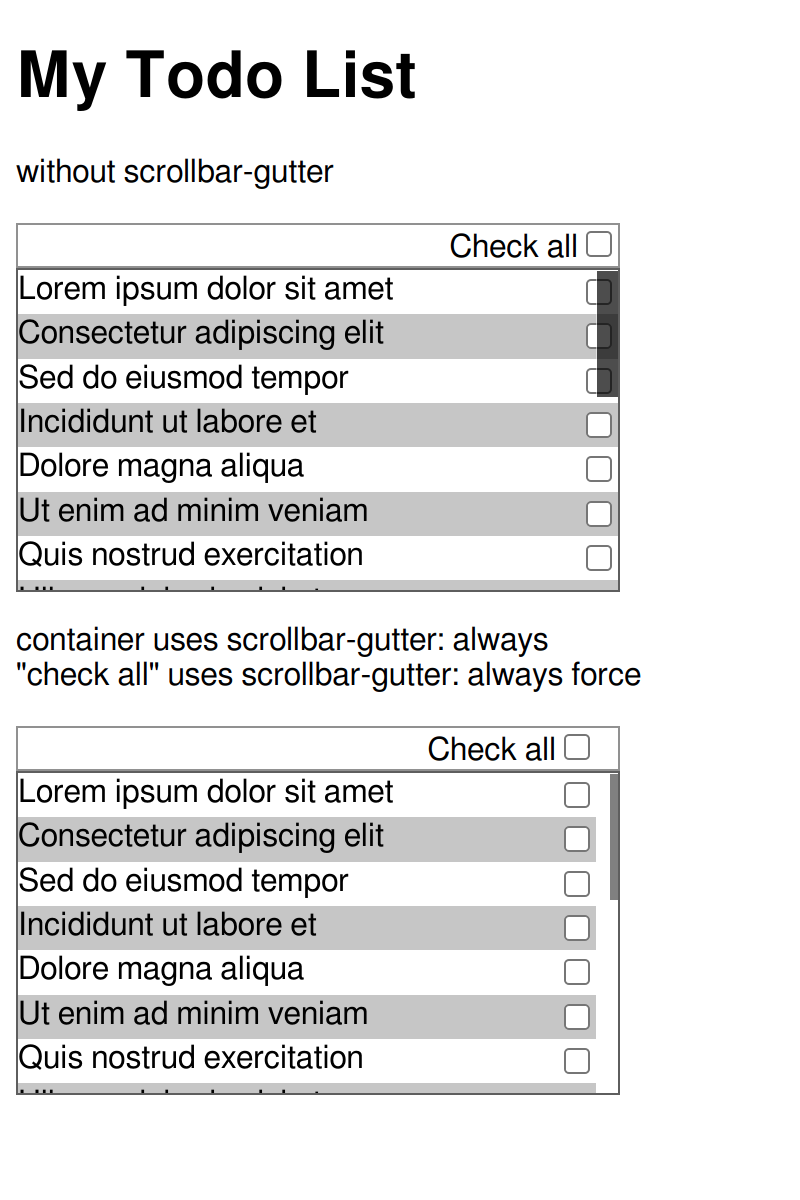 My Todo List
without scrollbar-gutter
Check all
Lorem ipsum dolor sit amet
Consectetur adipiscing elit
Sed do eiusmod tempor
Incididunt ut labore et
Dolore magna aliqua
Ut enim ad minim veniam
Quis nostrud exercitation
container uses scrollbar-gutter: always
"check all" uses scrollbar-gutter: always force
Check all
Lorem ipsum dolor sit amet
Consectetur adipiscing elit
Sed do eiusmod tempor
Incididunt ut labore et
Dolore magna aliqua
Ut enim ad minim veniam
Quis nostrud exercitation